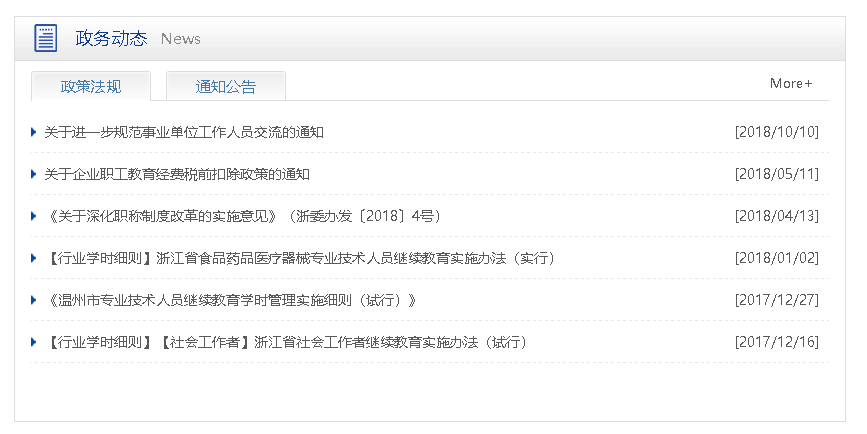 政务动态 News
政策法规 通知公告 More+
关于进一步规范事业单位工作人员交流的通知 [2018/10/10]
关于企业职工教育经费税前扣除政策的通知 [2018/05/11]
《关于深化职称制度改革的实施意见》（浙委办发〔2018〕4号） [2018/04/13]
【行业学时细则】浙江省食品药品医疗器械专业技术人员继续教育实施办法（实行） [2018/01/02]
《温州市专业技术人员继续教育学时管理实施细则（试行）》 [2017/12/27]
【行业学时细则】【社会工作者】浙江省社会工作者继续教育实施办法（试行） [2017/12/16]